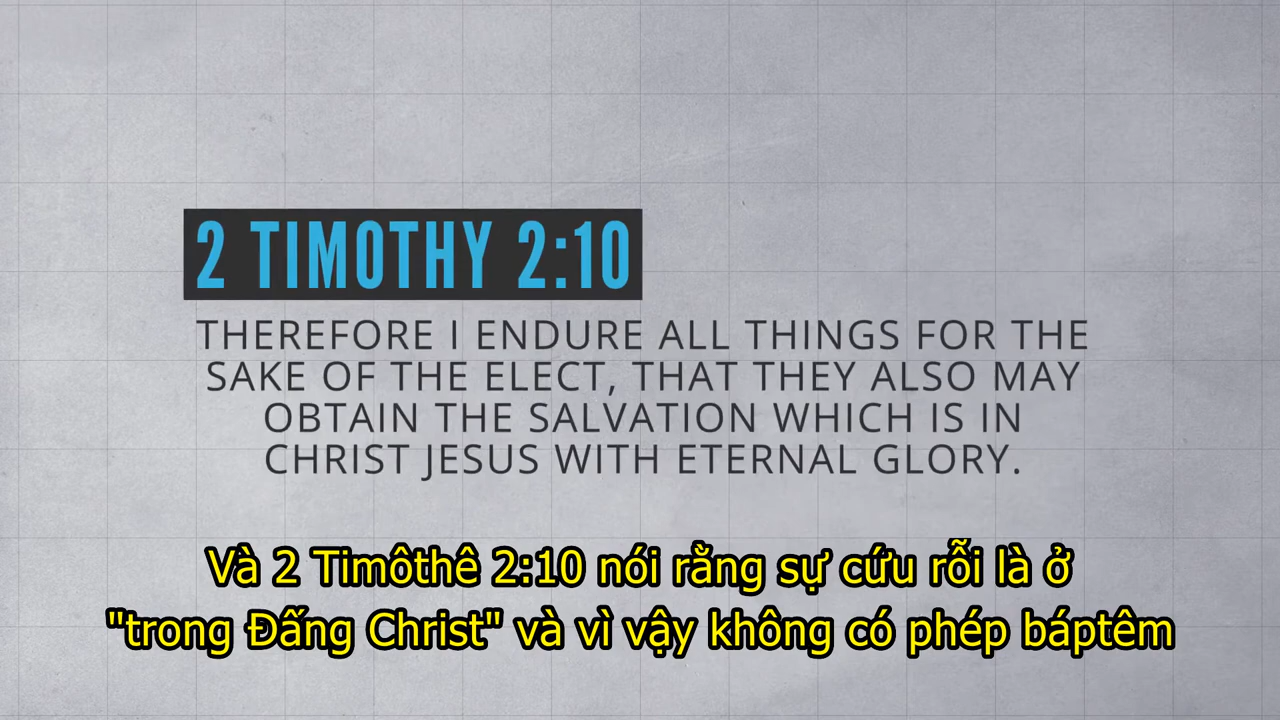 2 TIMOTHY 2:10
THEREFORE I ENDURE ALL THINGS FOR THE
SAKE OF THE ELECT, THAT THEY ALSO MAY
OBTAIN THE SALVATION WHICH IS IN
CHRIST JESUS WITH ETERNAL GLORY.
Và 2 Timôthê 2:10 nói rằng sự cứu rỗi là ở
"trong Đấng Christ" và vì vậy không có phép báptêm